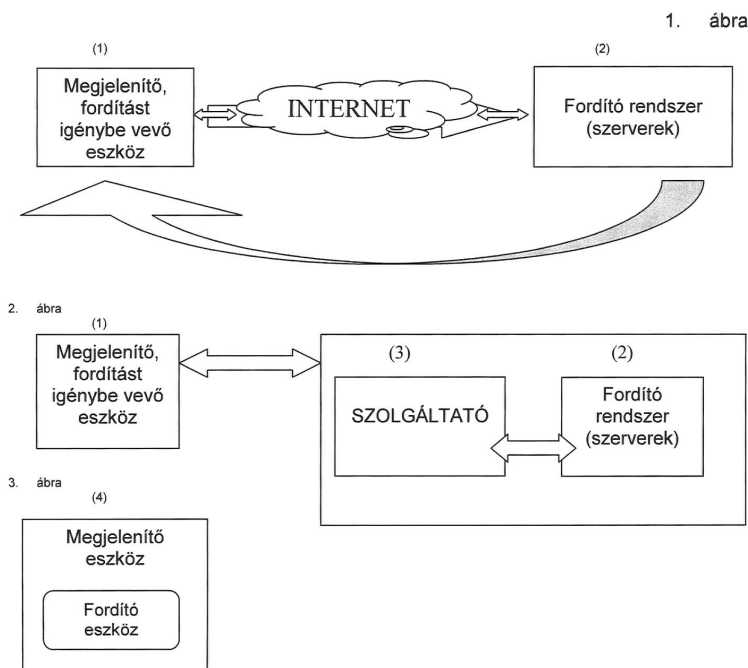 1. ábra
(1)
(2)
Megjelenítő,
fordítást
igénybe vevő
eszköz
INTERNET
Fordító rendszer
(szerverek)
2. ábra
(1)
Megjelenítő,
fordítást
igénybe vevő
eszköz
(3)
(2)
SZOLGÁLTATÓ
Fordító
rendszer
(szerverek)
3. ábra
(4)
Megjelenítő
eszköz
Fordító
eszköz